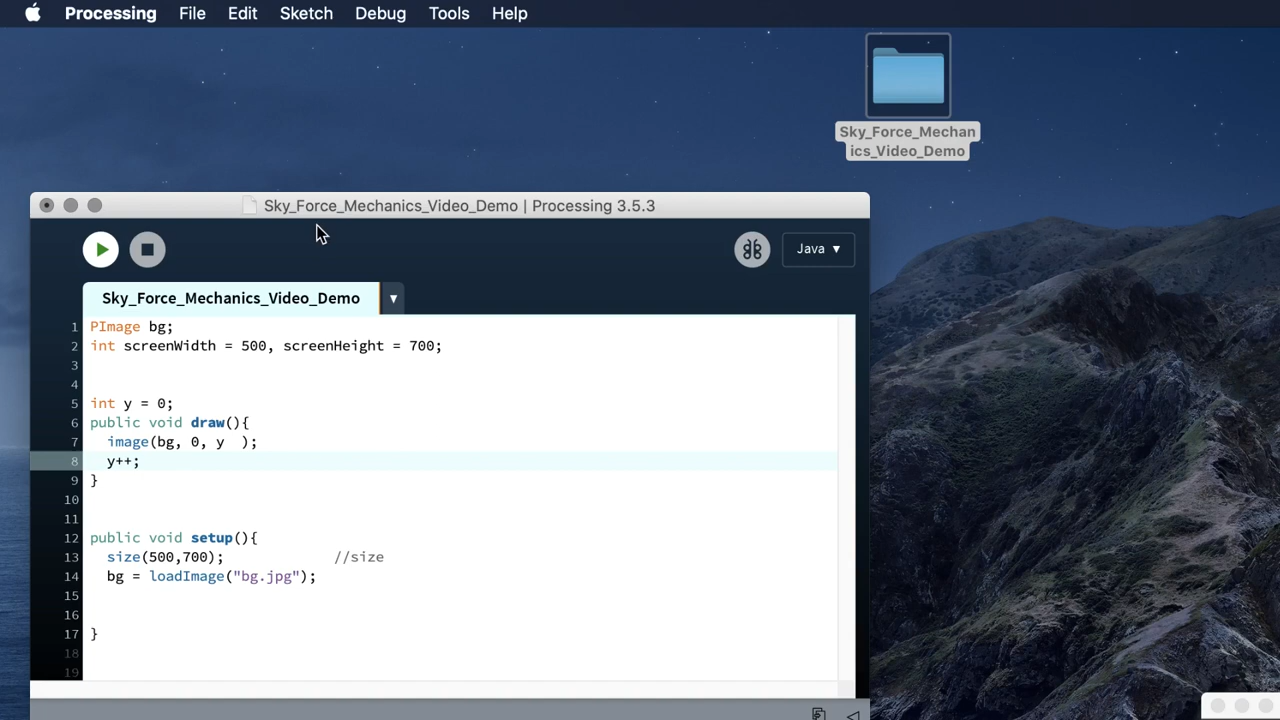 Processing File Edit Sketch Debug Tools Help
Sky_Force_Mechan
ics_Video_Demo
Sky_Force_Mechanics_Video_Demo | Processing 3.5.3
Java ▼
Sky_Force_Mechanics_Video_Demo ▼
1 PImage bg;
2 int screenWidth = 500, screenHeight = 700;
3
4
5 int y = 0;
6 public void draw(){
7   image(bg, 0, y  );
8   y++;
9 }
10
11
12 public void setup(){
13   size(500,700);             //size
14   bg = loadImage("bg.jpg");
15
16
17 }
18
19